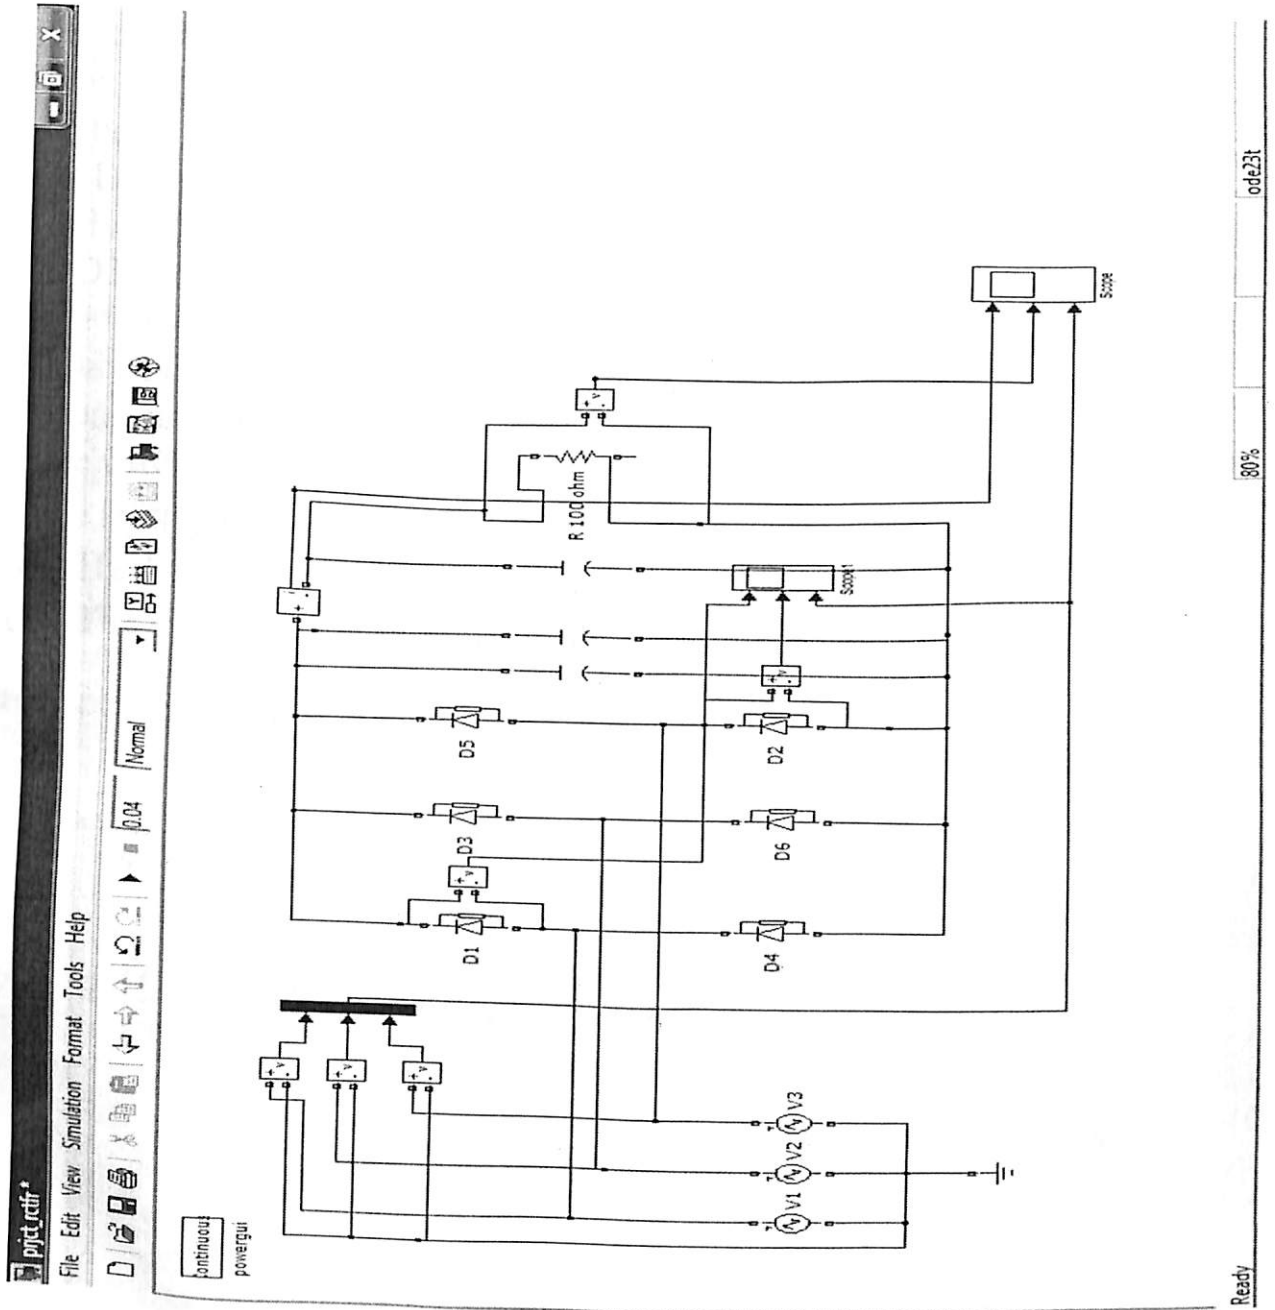 prjct_rctfr *
File Edit View Simulation Format Tools Help
0.04 Normal
Continuous
powergui
V1
V2
V3
D1
D3
D5
D4
D6
D2
R 100 ohm
Scope1
Scope
Ready
80%
ode23t